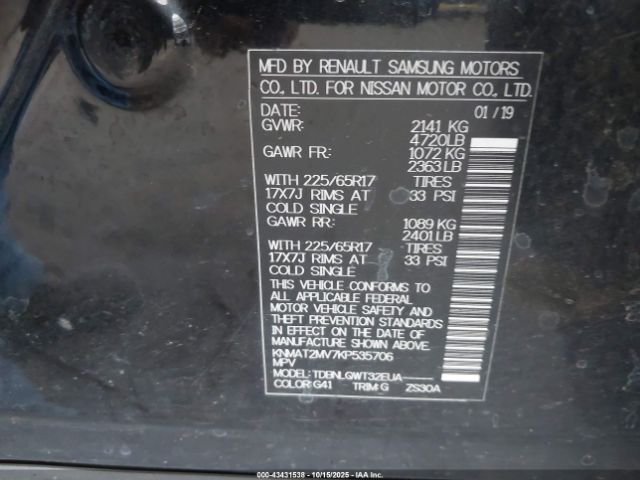 MFD BY RENAULT SAMSUNG MOTORS
CO., LTD. FOR NISSAN MOTOR CO., LTD.
DATE: 01/19
GVWR: 2141 KG
4720LB
GAWR FR: 1072 KG
2363LB
WITH 225/65R17 TIRES
17X7J RIMS AT 33 PSI
COLD SINGLE
GAWR RR: 1089 KG
2401LB
WITH 225/65R17 TIRES
17X7J RIMS AT 33 PSI
COLD SINGLE
THIS VEHICLE CONFORMS TO
ALL APPLICABLE FEDERAL
MOTOR VEHICLE SAFETY AND
THEFT PREVENTION STANDARDS
IN EFFECT ON THE DATE OF
MANUFACTURE SHOWN ABOVE.
KNMAT2MV7KP535706
MPV
MODEL: TDBNLGWT32EUA-----
COLOR:G41 TRIM:G ZS30A
000-43431538 - 10/15/2025 - IAA Inc.